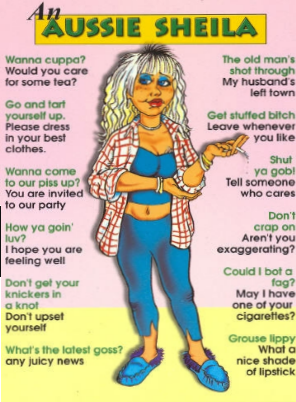 An
AUSSIE SHEILA
Wanna cuppa?
Would you care
for some tea?
Go and tart
yourself up.
Please dress
in your best
clothes.
Wanna come
to our piss up?
You are invited
to our party
How ya goin'
luv?
I hope you are
feeling well
Don't get your
knickers in
a knot
Don't upset
yourself
What's the latest goss?
any juicy news
The old man's
shot through
My husband's
left town
Get stuffed bitch
Leave whenever
you like
Shut
ya gob!
Tell someone
who cares
Don't
crap on
Aren't you
exaggerating?
Could I bot a
fag?
May I have
one of your
cigarettes?
Grouse lippy
What a
nice shade
of lipstick